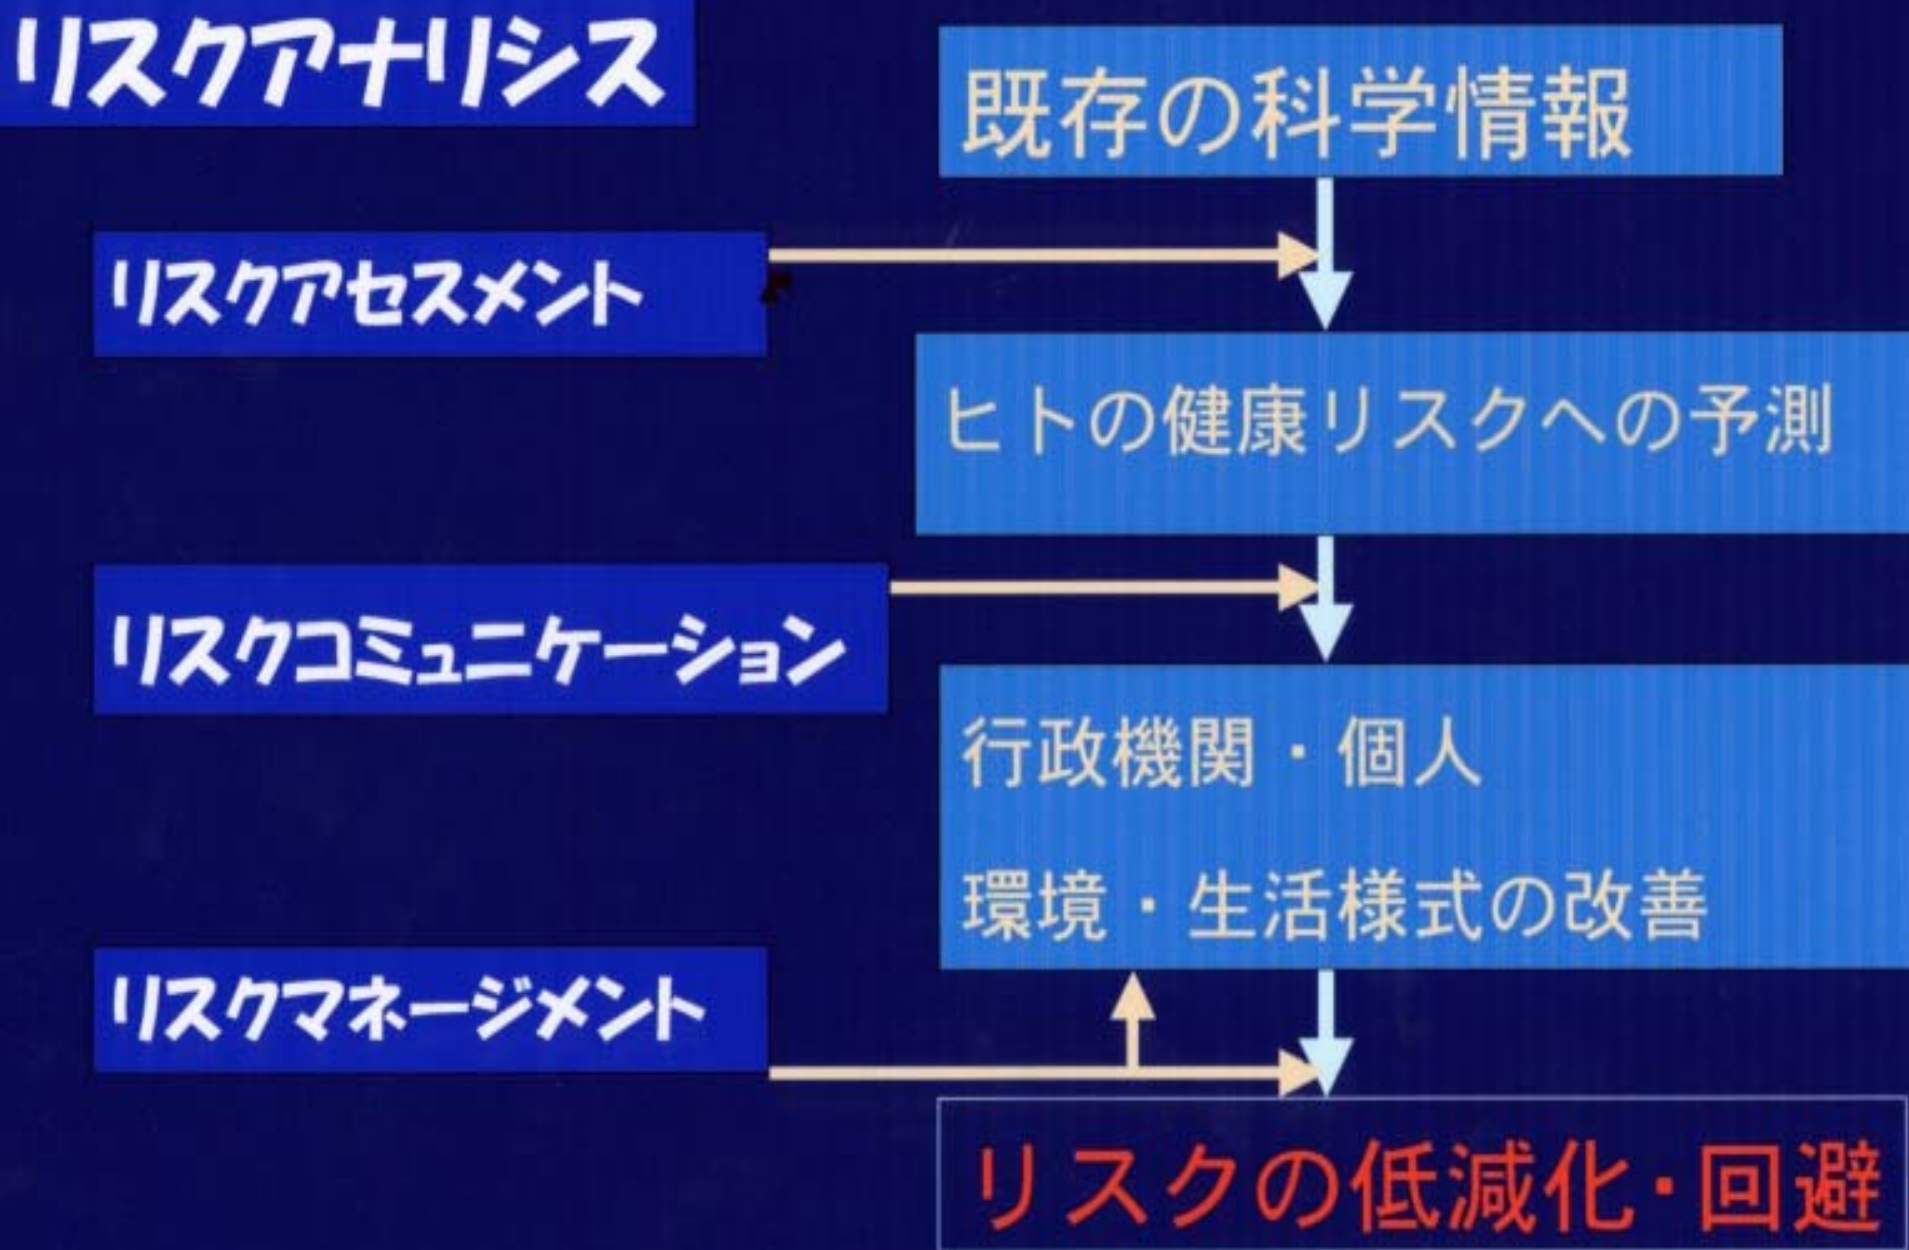 リスクアナリシス
既存の科学情報
リスクアセスメント
ヒトの健康リスクへの予測
リスクコミュニケーション
行政機関・個人
環境・生活様式の改善
リスクマネージメント
リスクの低減化・回避